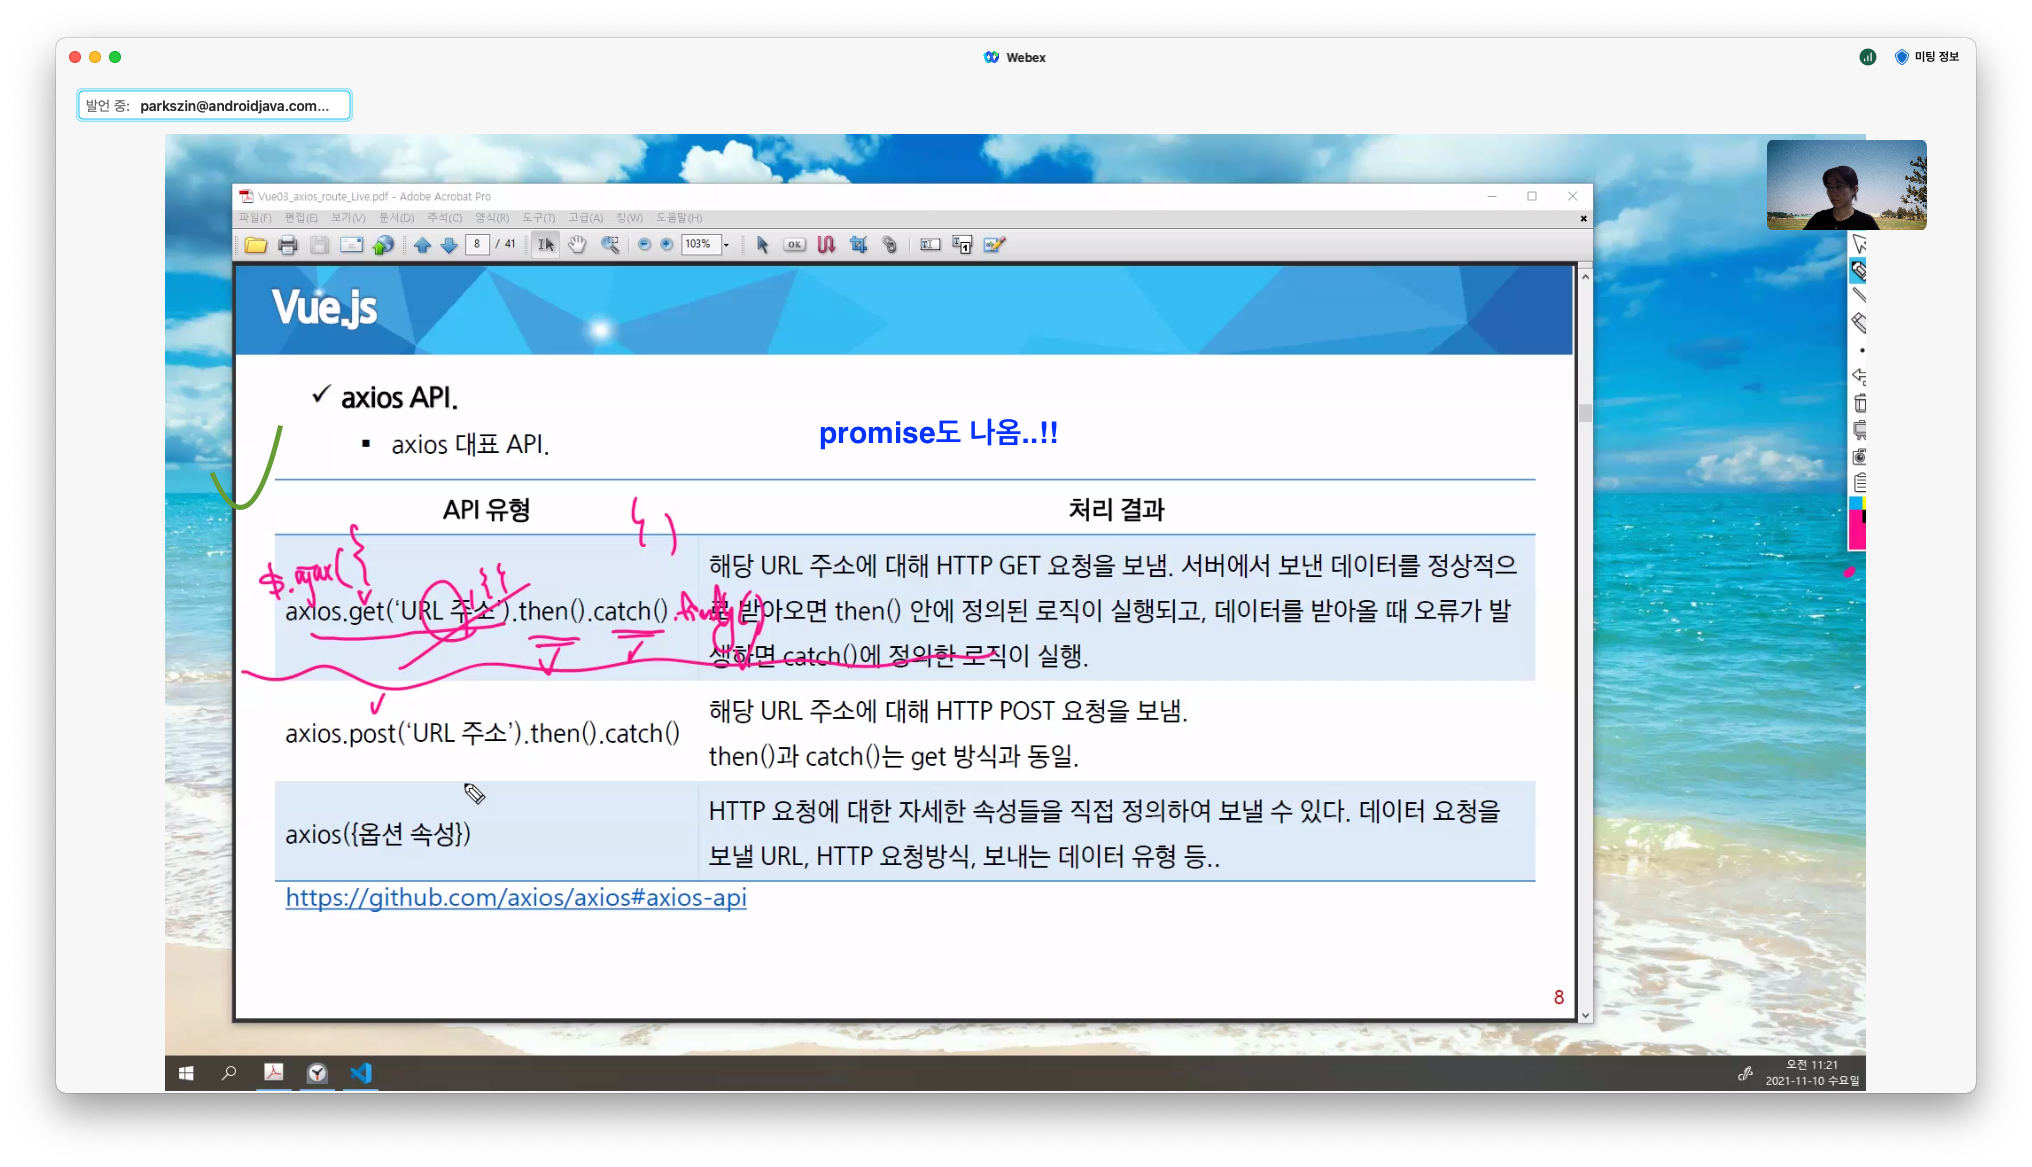 Webex
미팅 정보
발언 중: parkszin@androidjava.com...
Vue03_axios_route_Live.pdf - Adobe Acrobat Pro
파일(F) 편집(E) 보기(V) 문서(D) 주석(C) 양식(R) 도구(T) 고급(A) 창(W) 도움말(H)
8 / 41 103% OK
Vue.js
✓ axios API.
▪ axios 대표 API.
promise도 나옴..!!
API 유형 처리 결과
$.ajax({
{ )
axios.get(‘URL 주소’).then().catch()
.finally()
해당 URL 주소에 대해 HTTP GET 요청을 보냄. 서버에서 보낸 데이터를 정상적으
로 받아오면 then() 안에 정의된 로직이 실행되고, 데이터를 받아올 때 오류가 발
생하면 catch()에 정의한 로직이 실행.
axios.post(‘URL 주소’).then().catch()
해당 URL 주소에 대해 HTTP POST 요청을 보냄.
then()과 catch()는 get 방식과 동일.
axios({옵션 속성})
HTTP 요청에 대한 자세한 속성들을 직접 정의하여 보낼 수 있다. 데이터 요청을
보낼 URL, HTTP 요청방식, 보내는 데이터 유형 등..
https://github.com/axios/axios#axios-api
8
오전 11:21
2021-11-10 수요일